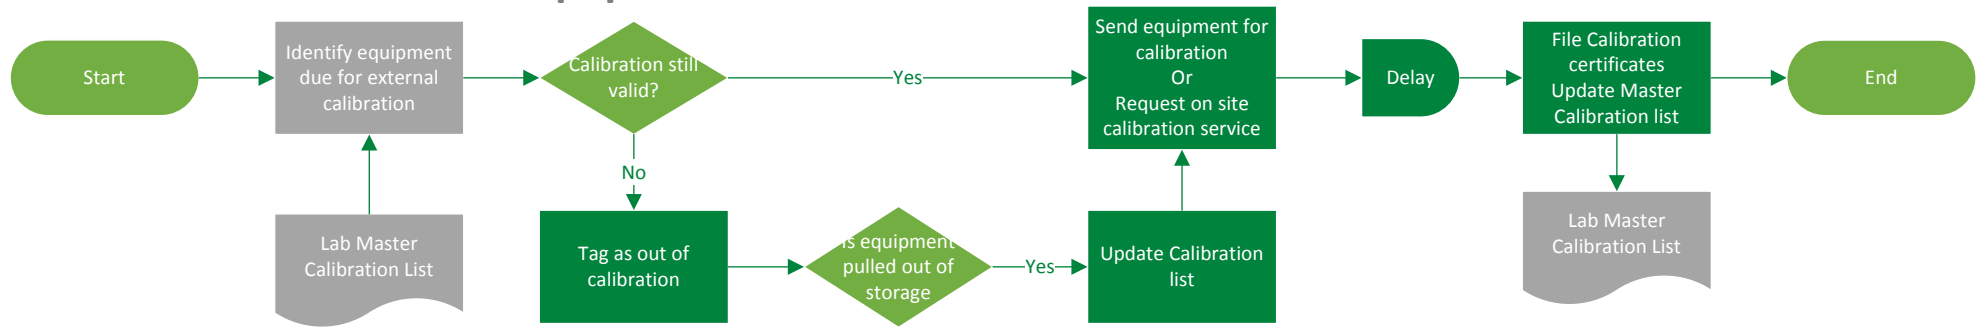 Start
Identify equipment
due for external
calibration
Calibration still
valid?
Yes
Send equipment for
calibration
Or
Request on site
calibration service
Delay
File Calibration
certificates
Update Master
Calibration list
End
No
Lab Master
Calibration List
Tag as out of
calibration
Is equipment
pulled out of
storage
Yes
Update Calibration
list
Lab Master
Calibration List